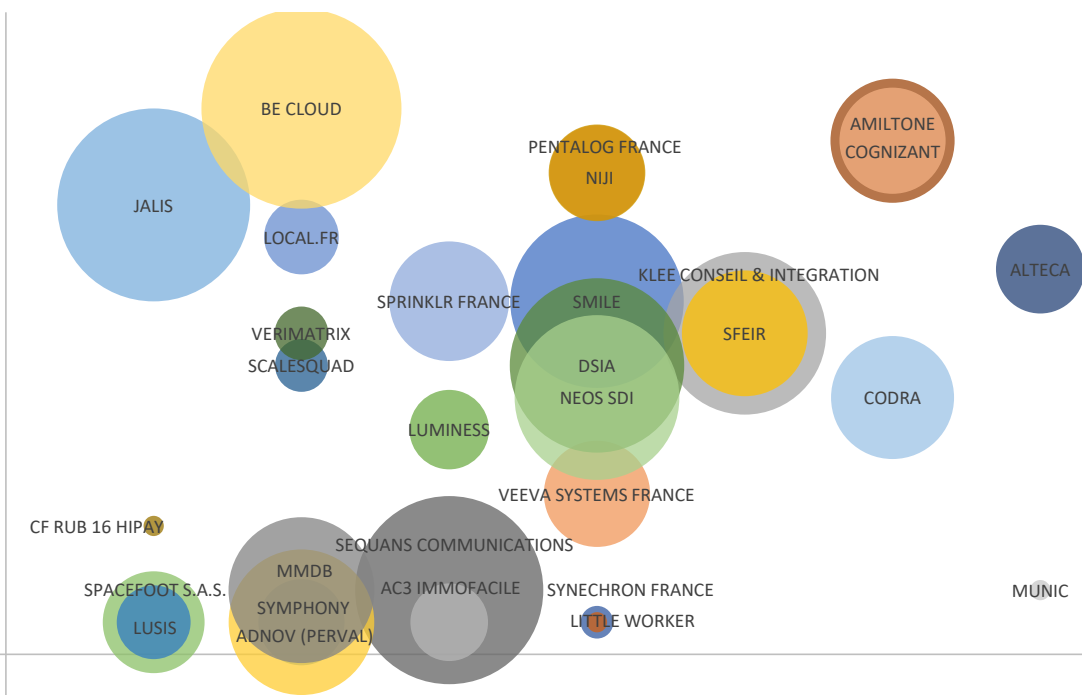 BE CLOUD
AMILTONE
PENTALOG FRANCE
COGNIZANT
NIJI
JALIS
LOCAL.FR
KLEE CONSEIL & INTEGRATION
ALTECA
SPRINKLR FRANCE
SMILE
VERIMATRIX
SFEIR
SCALESQUAD
DSIA
NEOS SDI
CODRA
LUMINESS
VEEVA SYSTEMS FRANCE
CF RUB 16 HIPAY
SEQUANS COMMUNICATIONS
MMDB
SPACEFOOT S.A.S.
AC3 IMMOFACILE
SYNECHRON FRANCE
MUNIC
SYMPHONY
LITTLE WORKER
LUSIS
ADNOV (PERVAL)